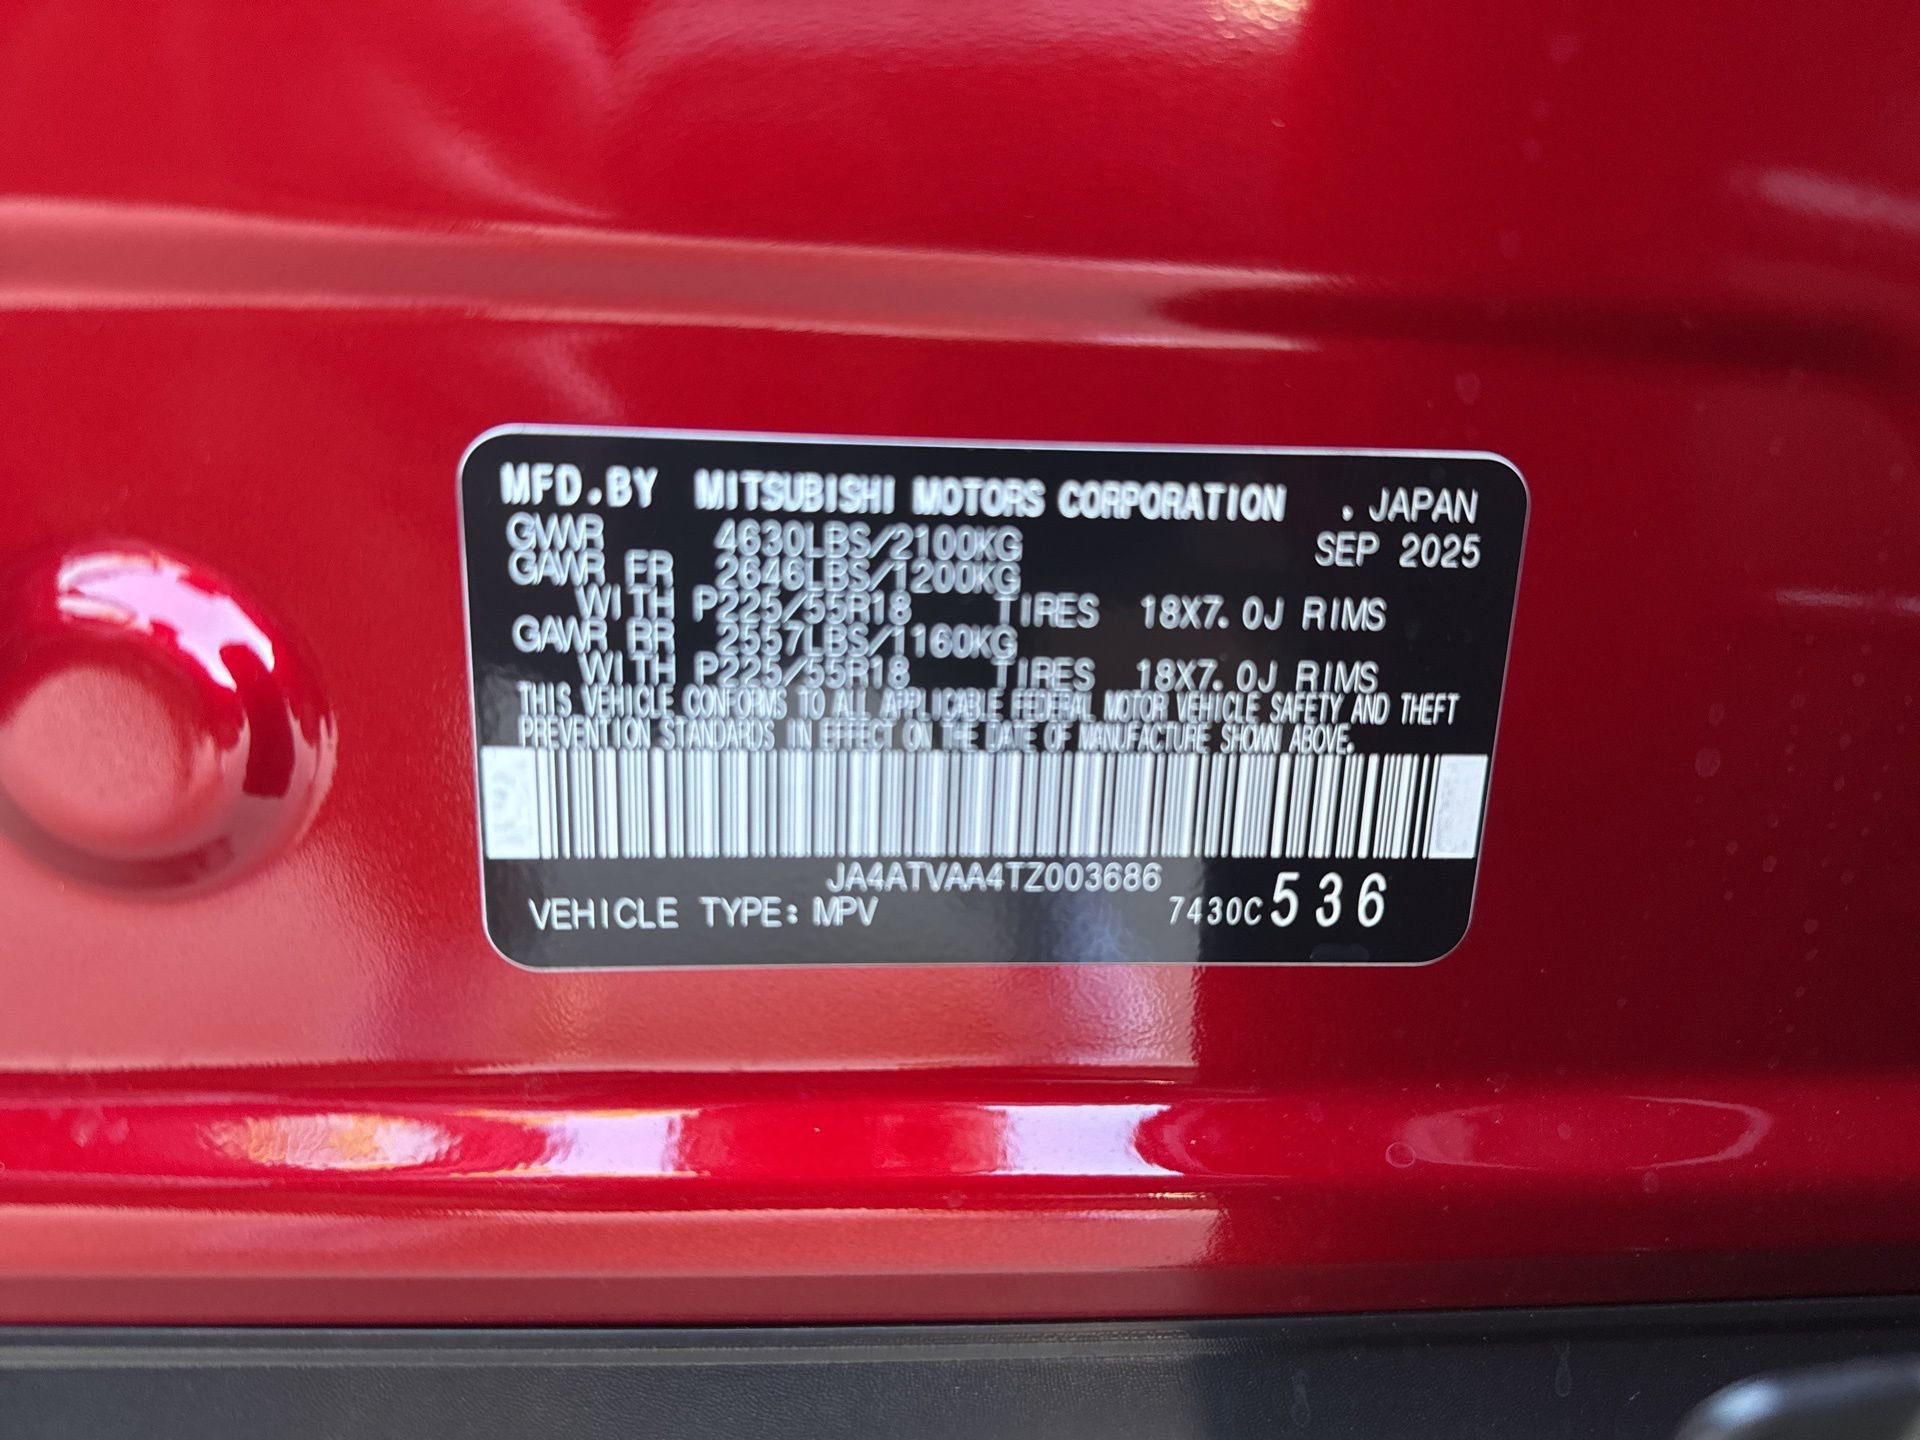 MFD.BY MITSUBISHI MOTORS CORPORATION . JAPAN
GVWR 4630LBS/2100KG SEP 2025
GAWR FR 2646LBS/1200KG
WITH P225/55R18 TIRES 18X7.0J RIMS
GAWR RR 2557LBS/1160KG
WITH P225/55R18 TIRES 18X7.0J RIMS
THIS VEHICLE CONFORMS TO ALL APPLICABLE FEDERAL MOTOR VEHICLE SAFETY AND THEFT
PREVENTION STANDARDS IN EFFECT ON THE DATE OF MANUFACTURE SHOWN ABOVE.
JA4ATVAA4TZ003686
VEHICLE TYPE: MPV 7430C536